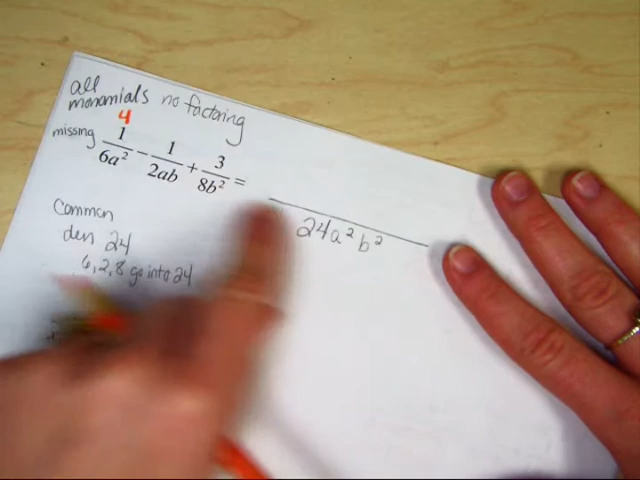 all
monomials no factoring
4
missing 1/6a² − 1/2ab + 3/8b² =
24a²b²
Common
den 24
6, 2, 8 go into 24